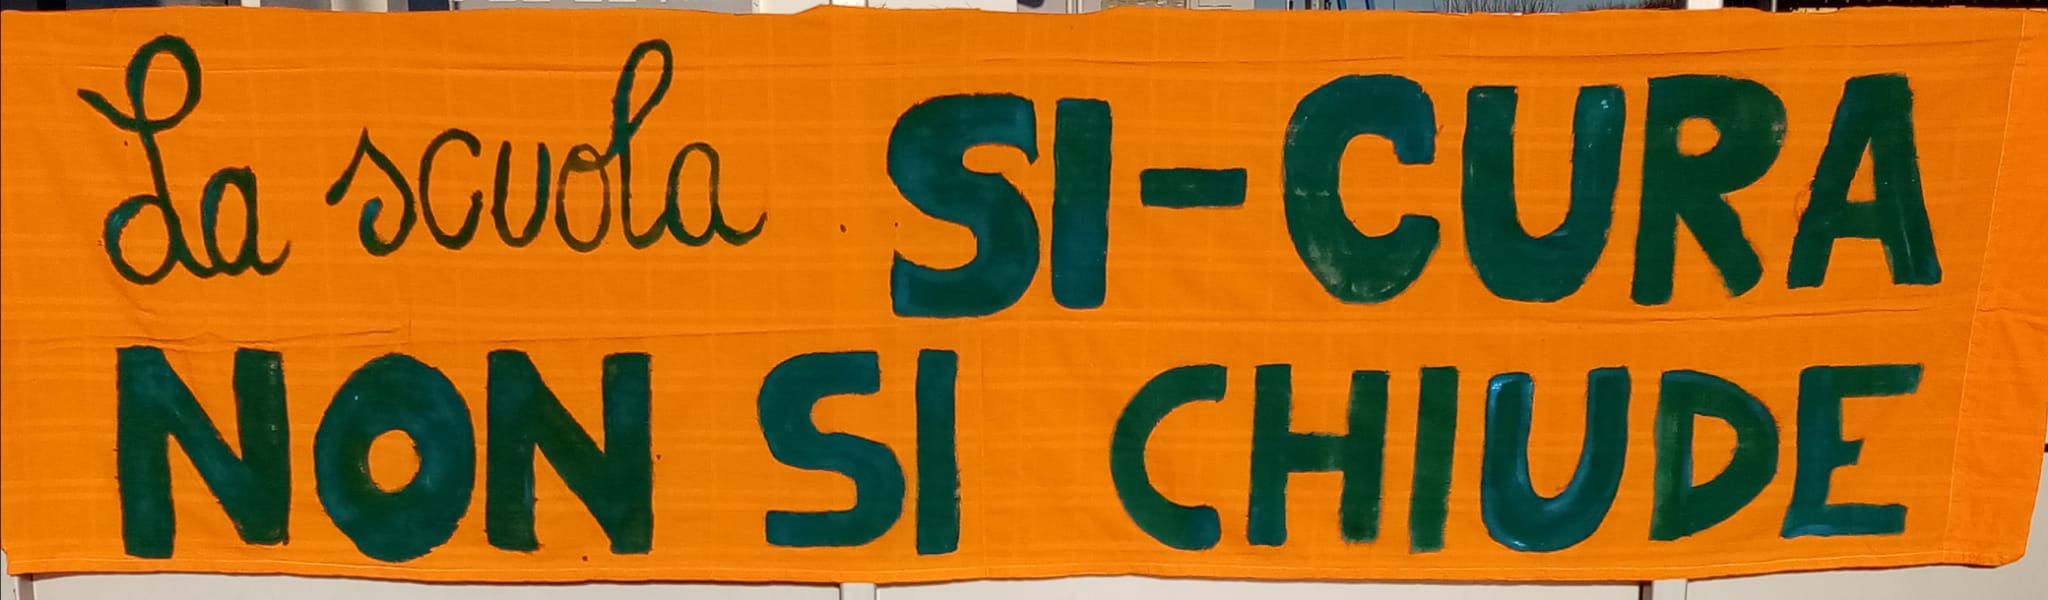 La scuola SI-CURA
NON SI CHIUDE